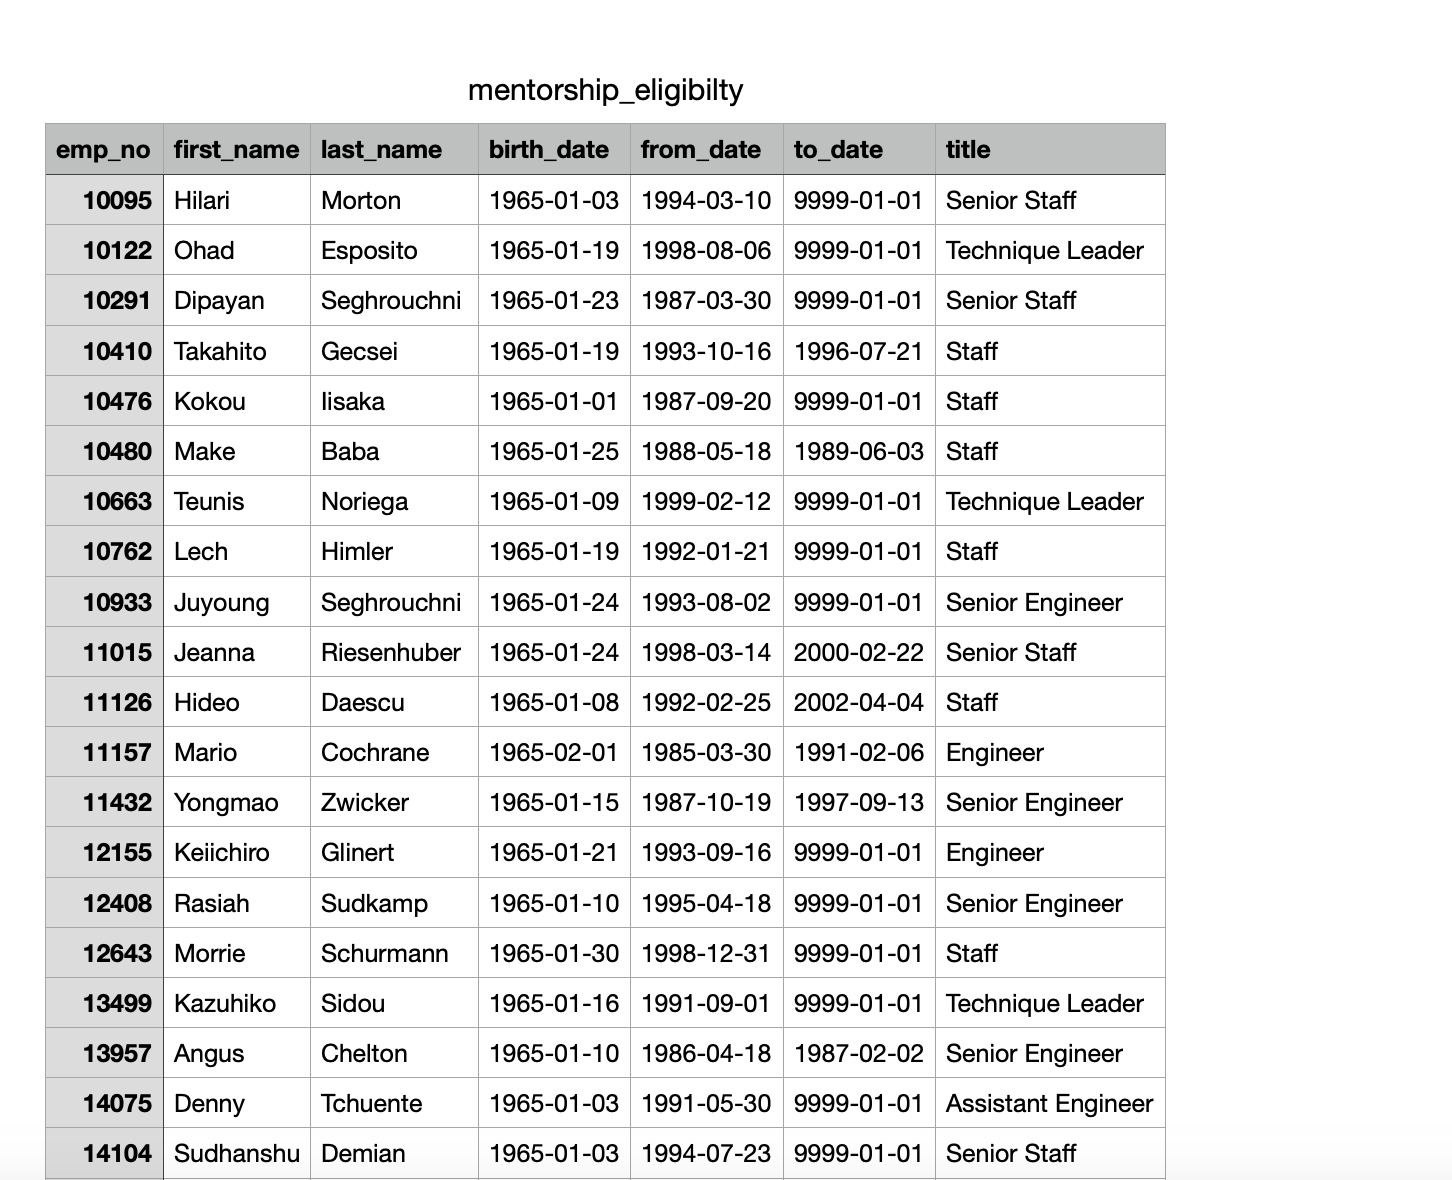 mentorship_eligibilty
emp_no first_name last_name birth_date from_date to_date title
10095 Hilari Morton 1965-01-03 1994-03-10 9999-01-01 Senior Staff
10122 Ohad Esposito 1965-01-19 1998-08-06 9999-01-01 Technique Leader
10291 Dipayan Seghrouchni 1965-01-23 1987-03-30 9999-01-01 Senior Staff
10410 Takahito Gecsei 1965-01-19 1993-10-16 1996-07-21 Staff
10476 Kokou Iisaka 1965-01-01 1987-09-20 9999-01-01 Staff
10480 Make Baba 1965-01-25 1988-05-18 1989-06-03 Staff
10663 Teunis Noriega 1965-01-09 1999-02-12 9999-01-01 Technique Leader
10762 Lech Himler 1965-01-19 1992-01-21 9999-01-01 Staff
10933 Juyoung Seghrouchni 1965-01-24 1993-08-02 9999-01-01 Senior Engineer
11015 Jeanna Riesenhuber 1965-01-24 1998-03-14 2000-02-22 Senior Staff
11126 Hideo Daescu 1965-01-08 1992-02-25 2002-04-04 Staff
11157 Mario Cochrane 1965-02-01 1985-03-30 1991-02-06 Engineer
11432 Yongmao Zwicker 1965-01-15 1987-10-19 1997-09-13 Senior Engineer
12155 Keiichiro Glinert 1965-01-21 1993-09-16 9999-01-01 Engineer
12408 Rasiah Sudkamp 1965-01-10 1995-04-18 9999-01-01 Senior Engineer
12643 Morrie Schurmann 1965-01-30 1998-12-31 9999-01-01 Staff
13499 Kazuhiko Sidou 1965-01-16 1991-09-01 9999-01-01 Technique Leader
13957 Angus Chelton 1965-01-10 1986-04-18 1987-02-02 Senior Engineer
14075 Denny Tchuente 1965-01-03 1991-05-30 9999-01-01 Assistant Engineer
14104 Sudhanshu Demian 1965-01-03 1994-07-23 9999-01-01 Senior Staff